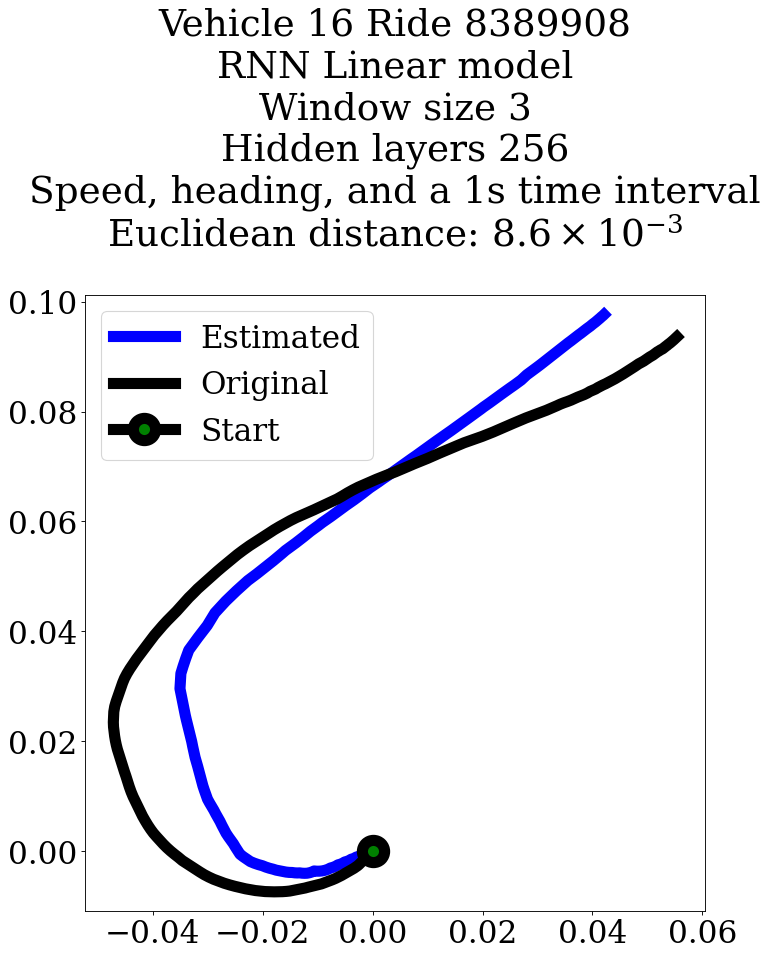 Vehicle 16 Ride 8389908
RNN Linear model
Window size 3
Hidden layers 256
Speed, heading, and a 1s time interval
Euclidean distance: 8.6 × 10⁻³
Estimated
Original
Start
0.10
0.08
0.06
0.04
0.02
0.00
−0.04 −0.02 0.00 0.02 0.04 0.06